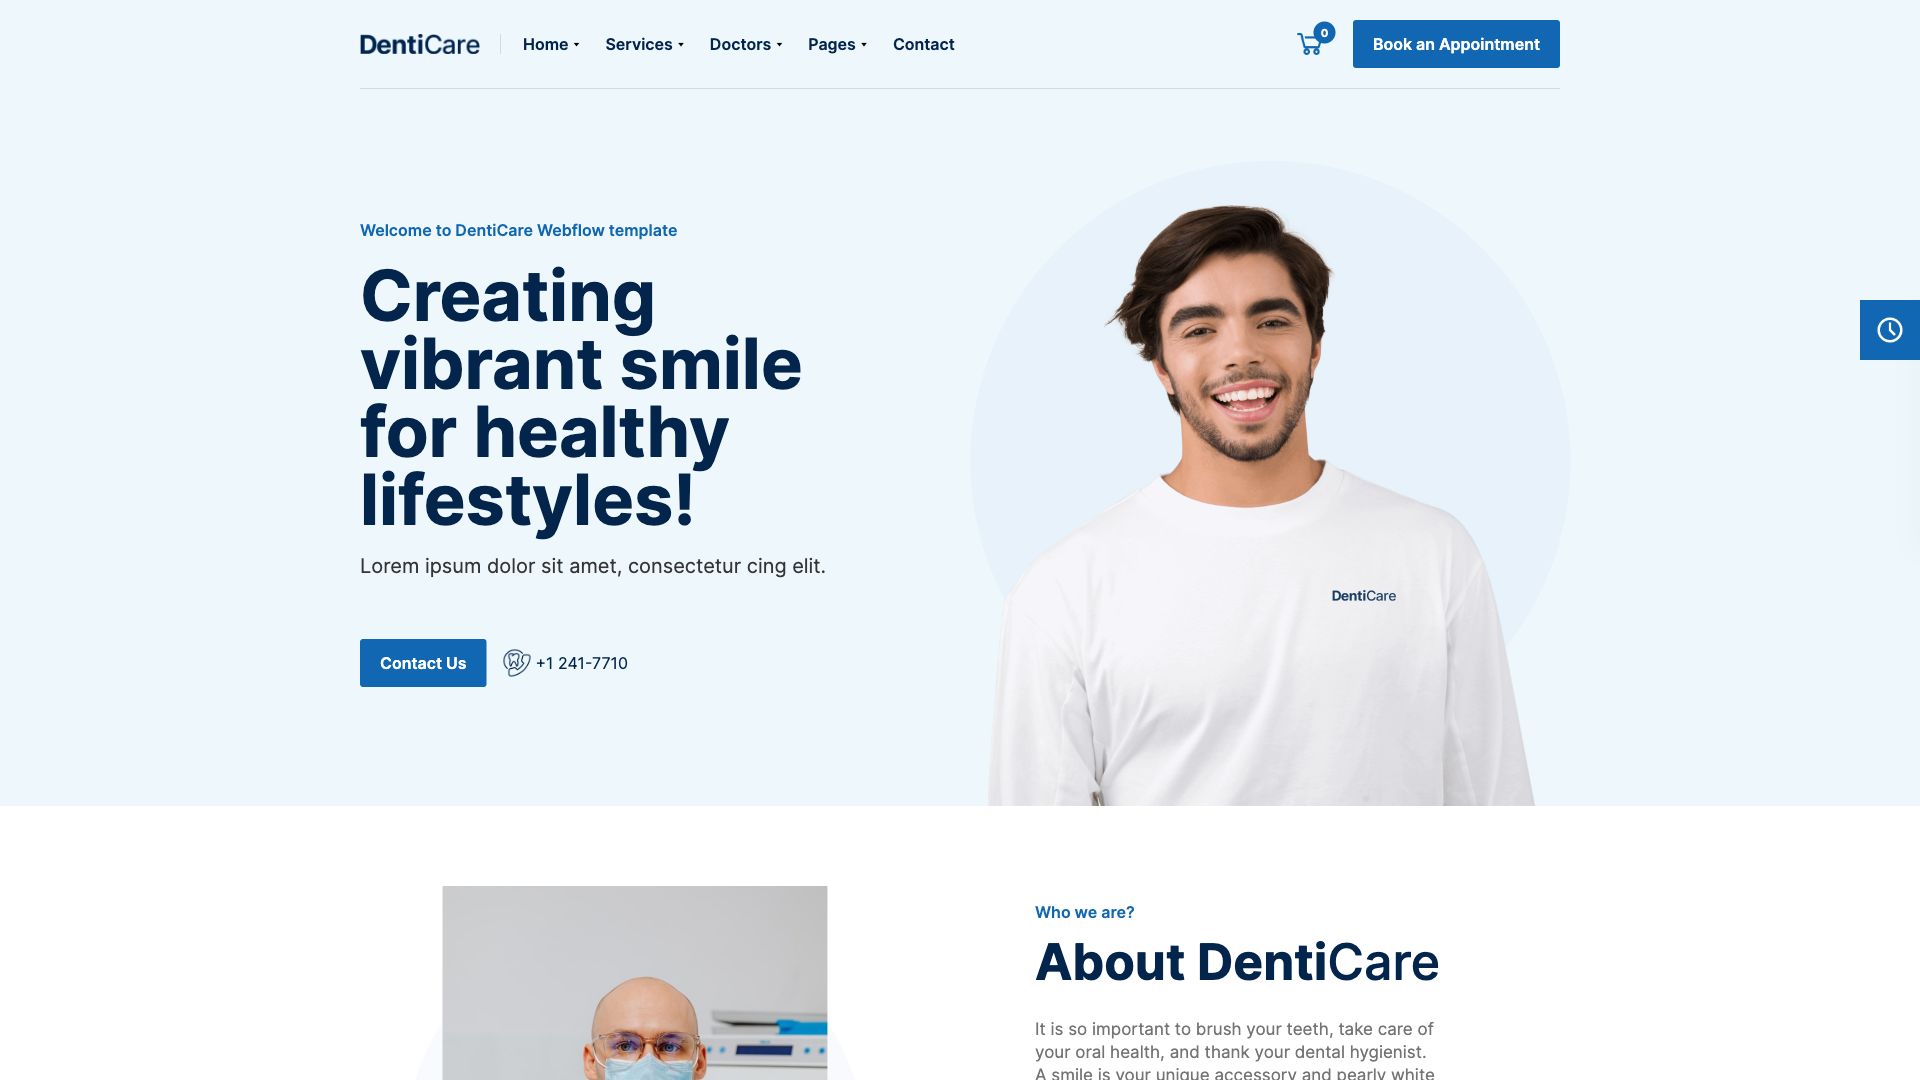 DentiCare
Home
Services
Doctors
Pages
Contact
0
Book an Appointment
Welcome to DentiCare Webflow template
Creating
vibrant smile
for healthy
lifestyles!
Lorem ipsum dolor sit amet, consectetur cing elit.
Contact Us
+1 241-7710
DentiCare
Who we are?
About DentiCare
It is so important to brush your teeth, take care of
your oral health, and thank your dental hygienist.
A smile is your unique accessory and pearly white